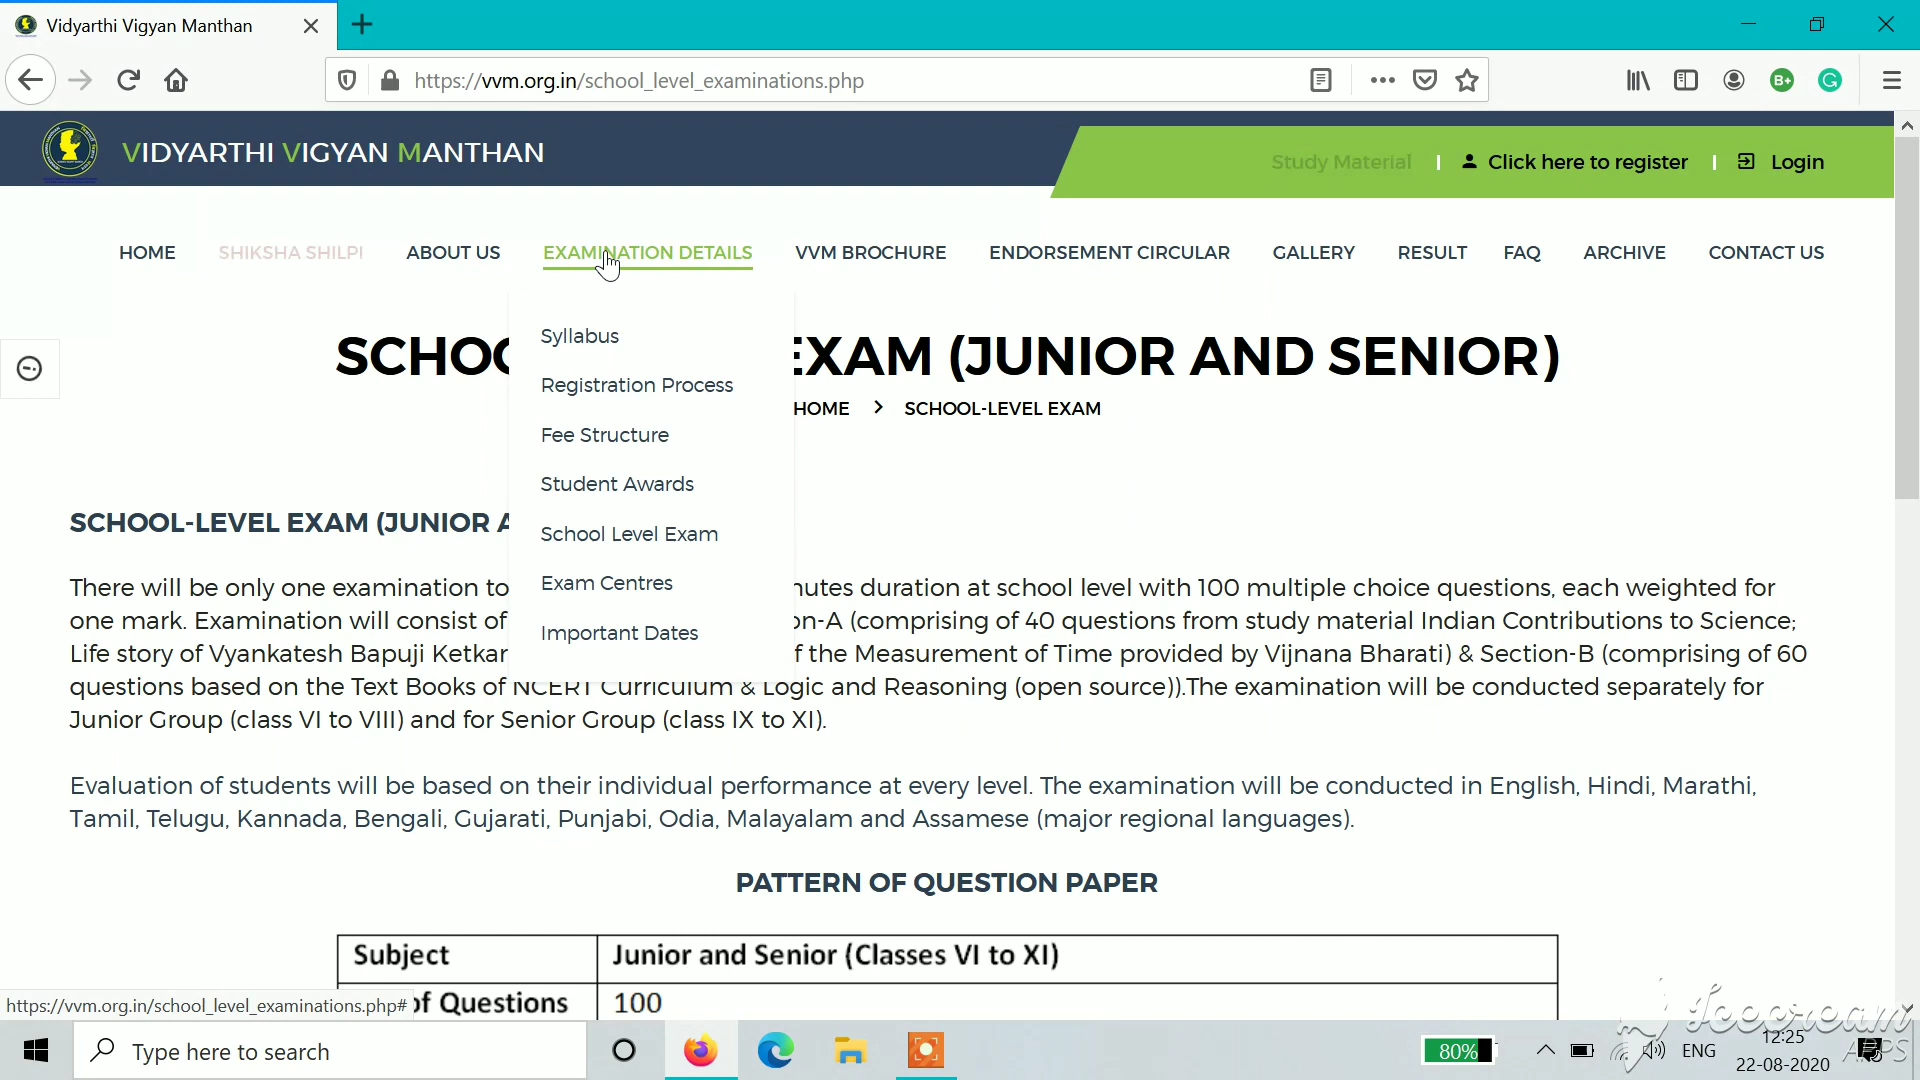 Vidyarthi Vigyan Manthan
https://vvm.org.in/school_level_examinations.php
VIDYARTHI VIGYAN MANTHAN
Study Material | Click here to register | Login
HOME SHIKSHA SHILPI ABOUT US EXAMINATION DETAILS VVM BROCHURE ENDORSEMENT CIRCULAR GALLERY RESULT FAQ ARCHIVE CONTACT US
Syllabus
Registration Process
Fee Structure
Student Awards
School Level Exam
Exam Centres
Important Dates
EXAM (JUNIOR AND SENIOR)
HOME > SCHOOL-LEVEL EXAM
SCHOOL-LEVEL EXAM (JUNIOR
There will be only one examination to duration at school level with 100 multiple choice questions, each weighted for
one mark. Examination will consist of (comprising of 40 questions from study material Indian Contributions to Science;
Life story of Vyankatesh Bapuji Ketkar the Measurement of Time provided by Vijnana Bharati) & Section-B (comprising of 60
questions based on the Text Books of NCERT Curriculum & Logic and Reasoning (open source)).The examination will be conducted separately for
Junior Group (class VI to VIII) and for Senior Group (class IX to XI).
Evaluation of students will be based on their individual performance at every level. The examination will be conducted in English, Hindi, Marathi,
Tamil, Telugu, Kannada, Bengali, Gujarati, Punjabi, Odia, Malayalam and Assamese (major regional languages).
PATTERN OF QUESTION PAPER
Subject Junior and Senior (Classes VI to XI)
of Questions 100
https://vvm.org.in/school_level_examinations.php#
Type here to search
80%
ENG
12:25
22-08-2020
Icecream
APPS